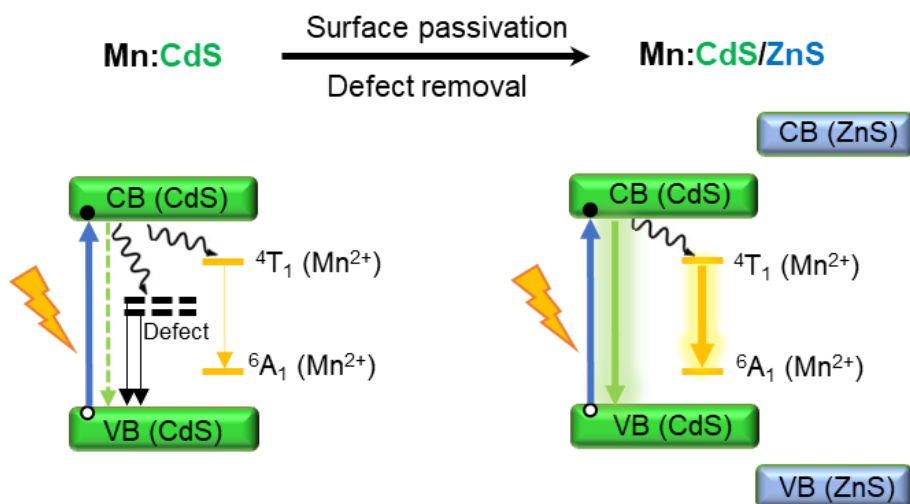 Mn:CdS
Surface passivation
Defect removal
Mn:CdS/ZnS
CB (ZnS)
CB (CdS)
CB (CdS)
⁴T₁ (Mn²⁺)
⁴T₁ (Mn²⁺)
Defect
⁶A₁ (Mn²⁺)
⁶A₁ (Mn²⁺)
VB (CdS)
VB (CdS)
VB (ZnS)